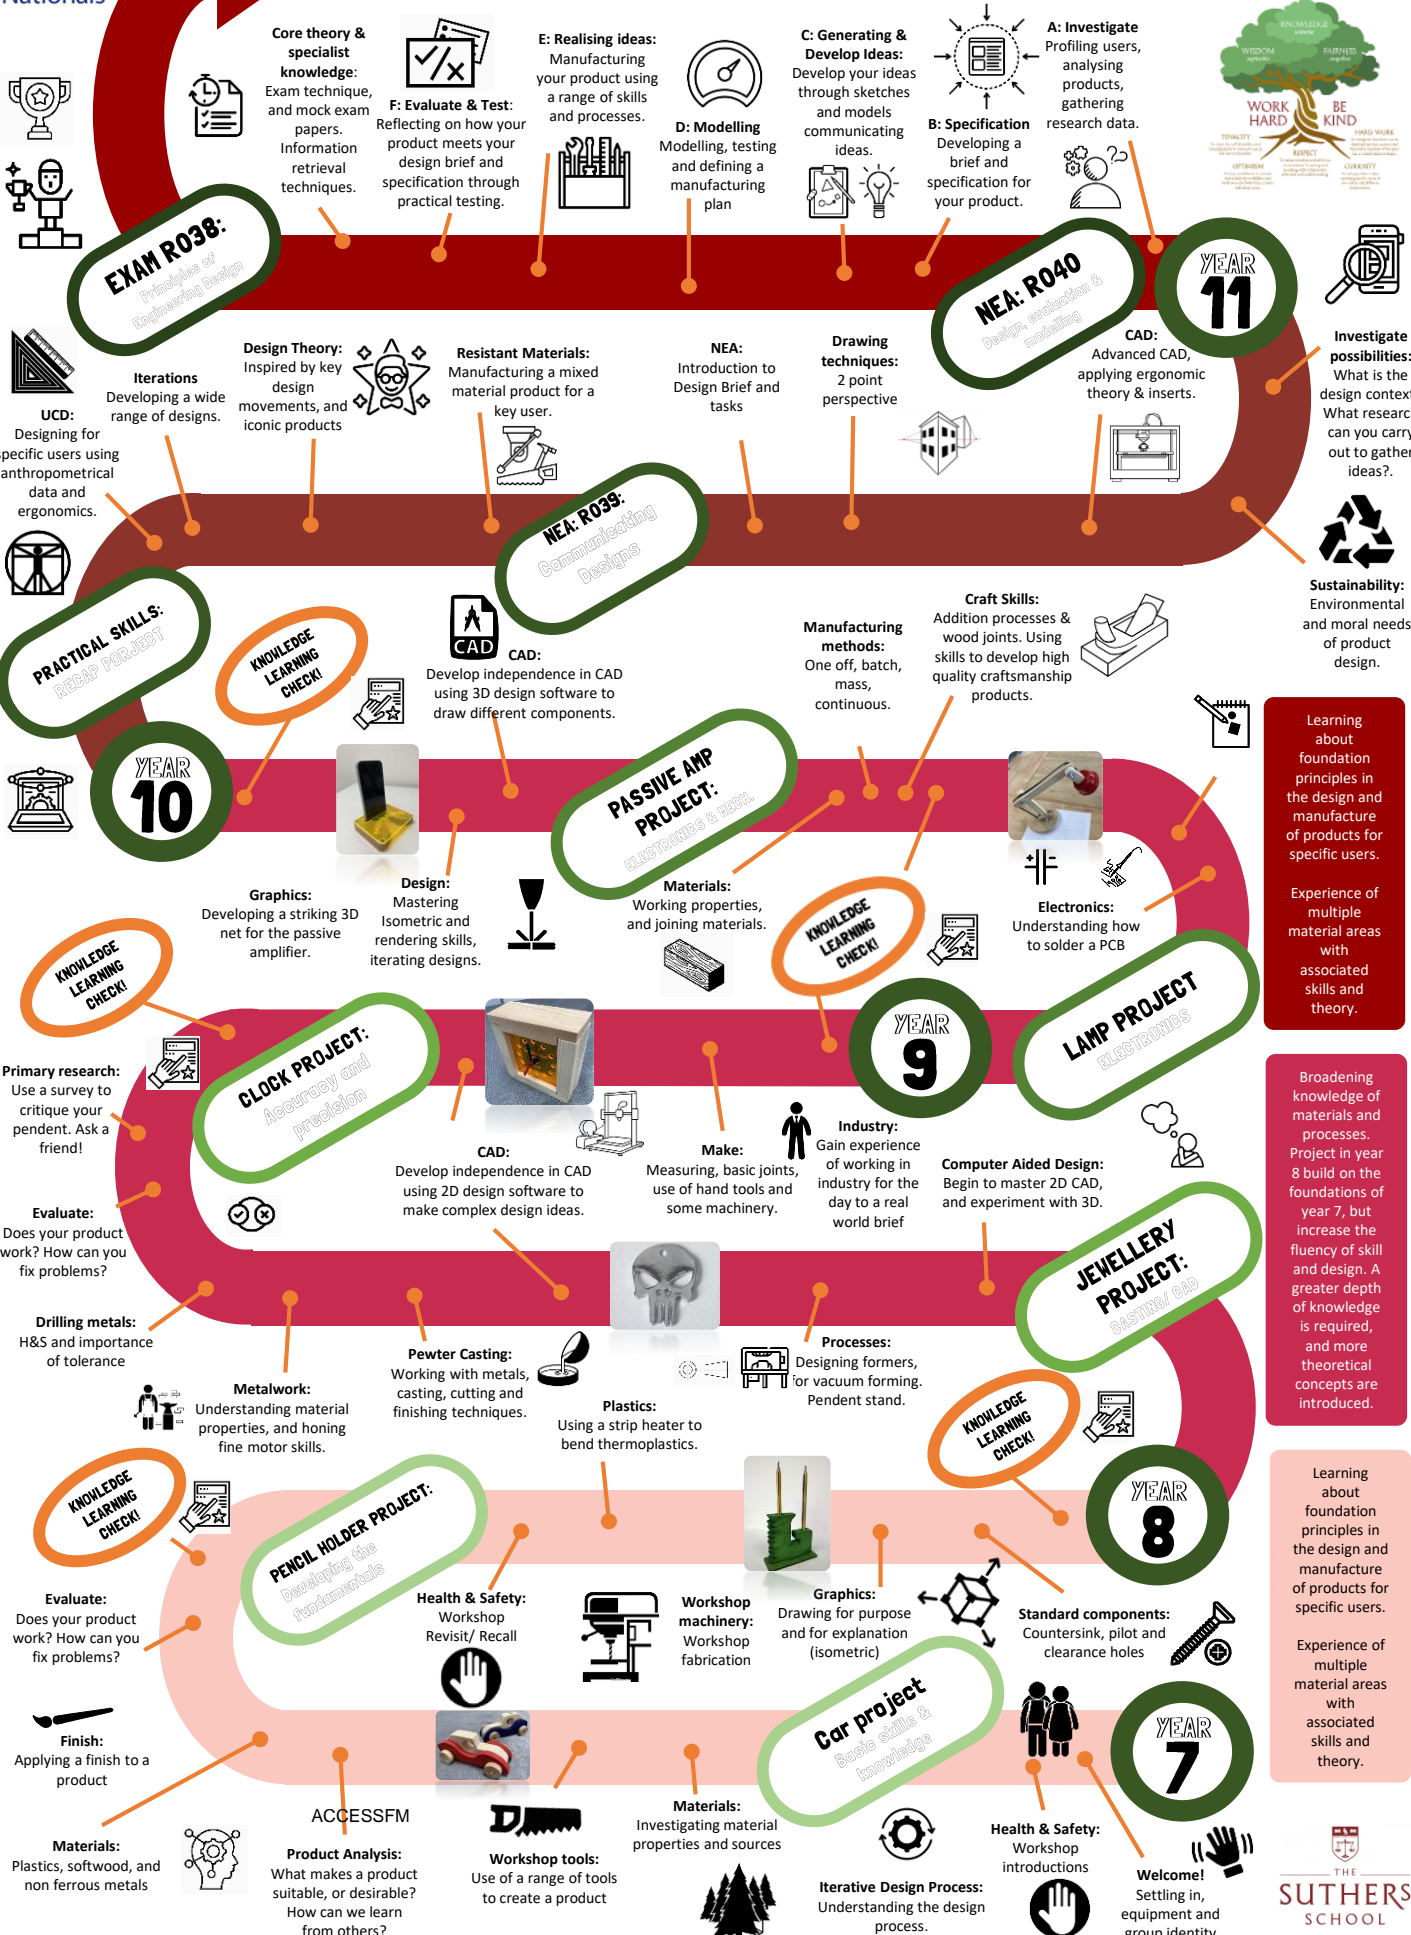 Nationals
Core theory &
specialist
knowledge:
Exam technique,
and mock exam
papers.
Information
retrieval
techniques.
F: Evaluate & Test:
Reflecting on how your
product meets your
design brief and
specification through
practical testing.
E: Realising ideas:
Manufacturing
your product using
a range of skills
and processes.
D: Modelling
Modelling, testing
and defining a
manufacturing
plan
C: Generating &
Develop Ideas:
Develop your ideas
through sketches
and models
communicating
ideas.
B: Specification
Developing a
brief and
specification for
your product.
A: Investigate
Profiling users,
analysing
products,
gathering
research data.
KNOWLEDGE
WISDOM
FAIRNESS
WORK
HARD
BE
KIND
TENACITY
HARD WORK
RESPECT
OPTIMISM
CURIOSITY
EXAM R038:
Principles of
Engineering Design
NEA: R040
Design, evaluation &
modelling
YEAR
11
UCD:
Designing for
specific users using
anthropometrical
data and
ergonomics.
Iterations
Developing a wide
range of designs.
Design Theory:
Inspired by key
design
movements, and
iconic products
Resistant Materials:
Manufacturing a mixed
material product for a
key user.
NEA:
Introduction to
Design Brief and
tasks
Drawing
techniques:
2 point
perspective
CAD:
Advanced CAD,
applying ergonomic
theory & inserts.
Investigate
possibilities:
What is the
design context
What research
can you carry
out to gather
ideas?.
NEA: R039:
Communicating
Designs
Sustainability:
Environmental
and moral needs
of product
design.
PRACTICAL SKILLS:
RECAP PORJECT
KNOWLEDGE
LEARNING
CHECK!
CAD
CAD:
Develop independence in CAD
using 3D design software to
draw different components.
Manufacturing
methods:
One off, batch,
mass,
continuous.
Craft Skills:
Addition processes &
wood joints. Using
skills to develop high
quality craftsmanship
products.
YEAR
10
PASSIVE AMP
PROJECT:
ELECTRONICS & MECH.
Learning
about
foundation
principles in
the design and
manufacture
of products for
specific users.
Experience of
multiple
material areas
with
associated
skills and
theory.
Graphics:
Developing a striking 3D
net for the passive
amplifier.
Design:
Mastering
Isometric and
rendering skills,
iterating designs.
Materials:
Working properties,
and joining materials.
KNOWLEDGE
LEARNING
CHECK!
Electronics:
Understanding how
to solder a PCB
KNOWLEDGE
LEARNING
CHECK!
CLOCK PROJECT:
Accuracy and
precision
YEAR
9
LAMP PROJECT
ELECTRONICS
Primary research:
Use a survey to
critique your
pendent. Ask a
friend!
Evaluate:
Does your product
work? How can you
fix problems?
CAD:
Develop independence in CAD
using 2D design software to
make complex design ideas.
Make:
Measuring, basic joints,
use of hand tools and
some machinery.
Industry:
Gain experience
of working in
industry for the
day to a real
world brief
Computer Aided Design:
Begin to master 2D CAD,
and experiment with 3D.
JEWELLERY
PROJECT:
CASTING/ CAD
Broadening
knowledge of
materials and
processes.
Project in year
8 build on the
foundations of
year 7, but
increase the
fluency of skill
and design. A
greater depth
of knowledge
is required,
and more
theoretical
concepts are
introduced.
Drilling metals:
H&S and importance
of tolerance
Metalwork:
Understanding material
properties, and honing
fine motor skills.
Pewter Casting:
Working with metals,
casting, cutting and
finishing techniques.
Plastics:
Using a strip heater to
bend thermoplastics.
Processes:
Designing formers,
for vacuum forming.
Pendent stand.
KNOWLEDGE
LEARNING
CHECK!
KNOWLEDGE
LEARNING
CHECK!
PENCIL HOLDER PROJECT:
Developing the
fundamentals
YEAR
8
Evaluate:
Does your product
work? How can you
fix problems?
Health & Safety:
Workshop
Revisit/ Recall
Workshop
machinery:
Workshop
fabrication
Graphics:
Drawing for purpose
and for explanation
(isometric)
Standard components:
Countersink, pilot and
clearance holes
Learning
about
foundation
principles in
the design and
manufacture
of products for
specific users.
Experience of
multiple
material areas
with
associated
skills and
theory.
Car project
Basic skills &
knowledge
YEAR
7
Finish:
Applying a finish to a
product
Materials:
Plastics, softwood, and
non ferrous metals
ACCESSFM
Product Analysis:
What makes a product
suitable, or desirable?
How can we learn
from others?
Workshop tools:
Use of a range of tools
to create a product
Materials:
Investigating material
properties and sources
Iterative Design Process:
Understanding the design
process.
Health & Safety:
Workshop
introductions
Welcome!
Settling in,
equipment and
group identity
THE
SUTHERS
SCHOOL